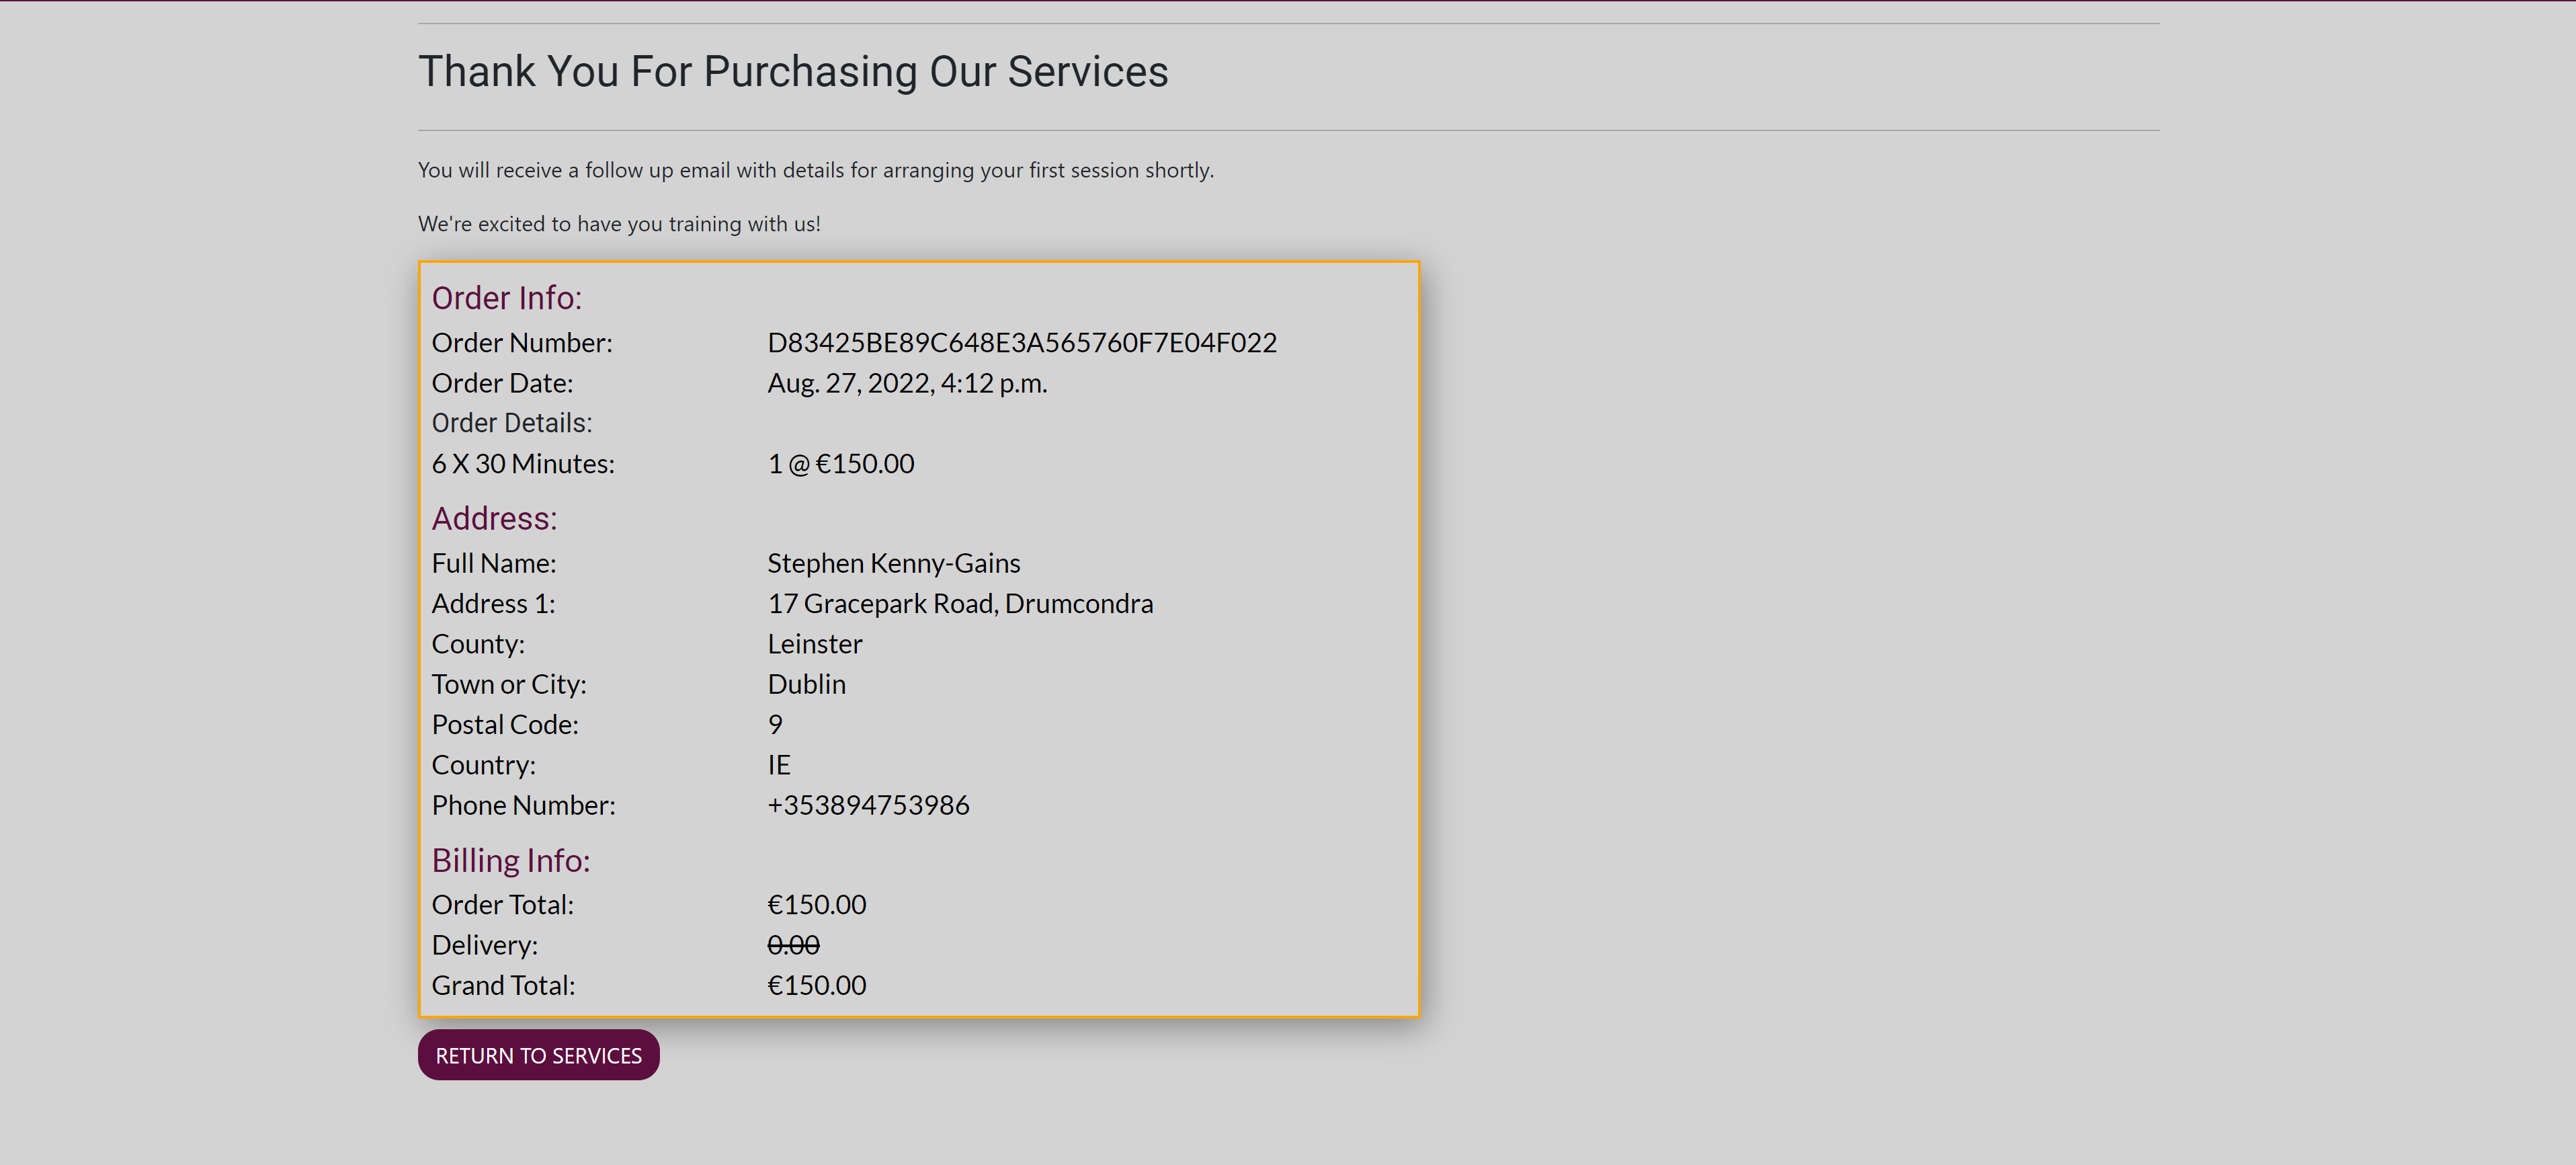 Thank You For Purchasing Our Services
You will receive a follow up email with details for arranging your first session shortly.
We're excited to have you training with us!
Order Info:
Order Number: D83425BE89C648E3A565760F7E04F022
Order Date: Aug. 27, 2022, 4:12 p.m.
Order Details:
6 X 30 Minutes: 1 @ €150.00
Address:
Full Name: Stephen Kenny-Gains
Address 1: 17 Gracepark Road, Drumcondra
County: Leinster
Town or City: Dublin
Postal Code: 9
Country: IE
Phone Number: +353894753986
Billing Info:
Order Total: €150.00
Delivery: 0.00
Grand Total: €150.00
RETURN TO SERVICES